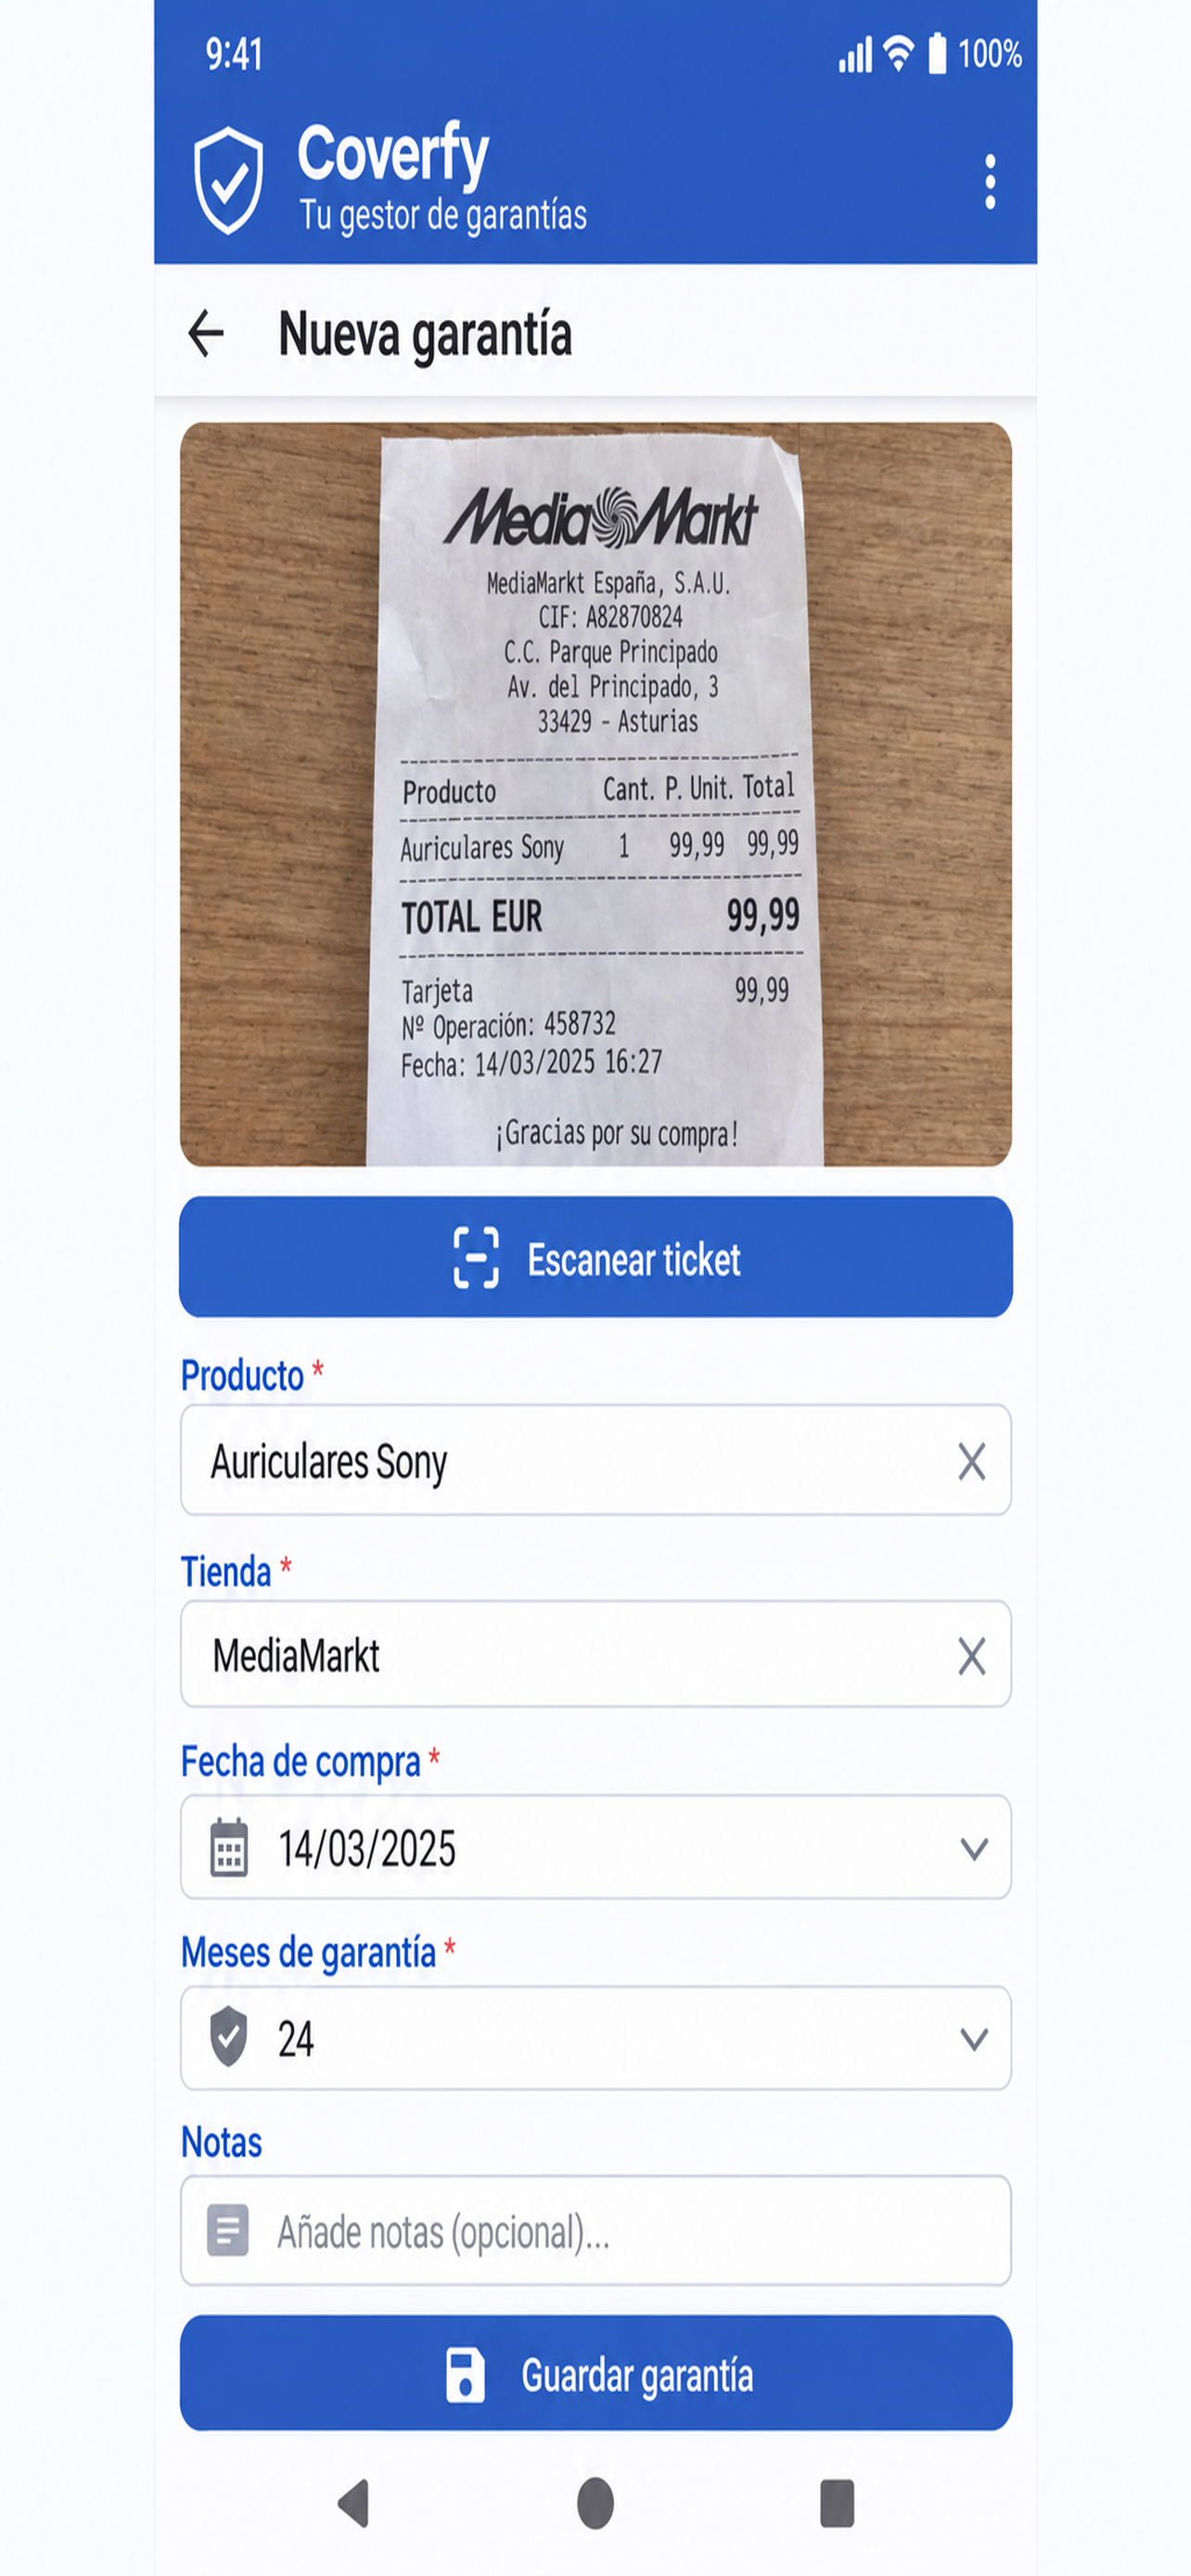 9:41
100%
Coverfy
Tu gestor de garantías
Nueva garantía
Media Markt
MediaMarkt España, S.A.U.
CIF: A82870824
C.C. Parque Principado
Av. del Principado, 3
33429 - Asturias
Producto Cant. P. Unit. Total
Auriculares Sony 1 99,99 99,99
TOTAL EUR 99,99
Tarjeta 99,99
Nº Operación: 458732
Fecha: 14/03/2025 16:27
¡Gracias por su compra!
Escanear ticket
Producto *
Auriculares Sony
Tienda *
MediaMarkt
Fecha de compra *
14/03/2025
Meses de garantía *
24
Notas
Añade notas (opcional)...
Guardar garantía